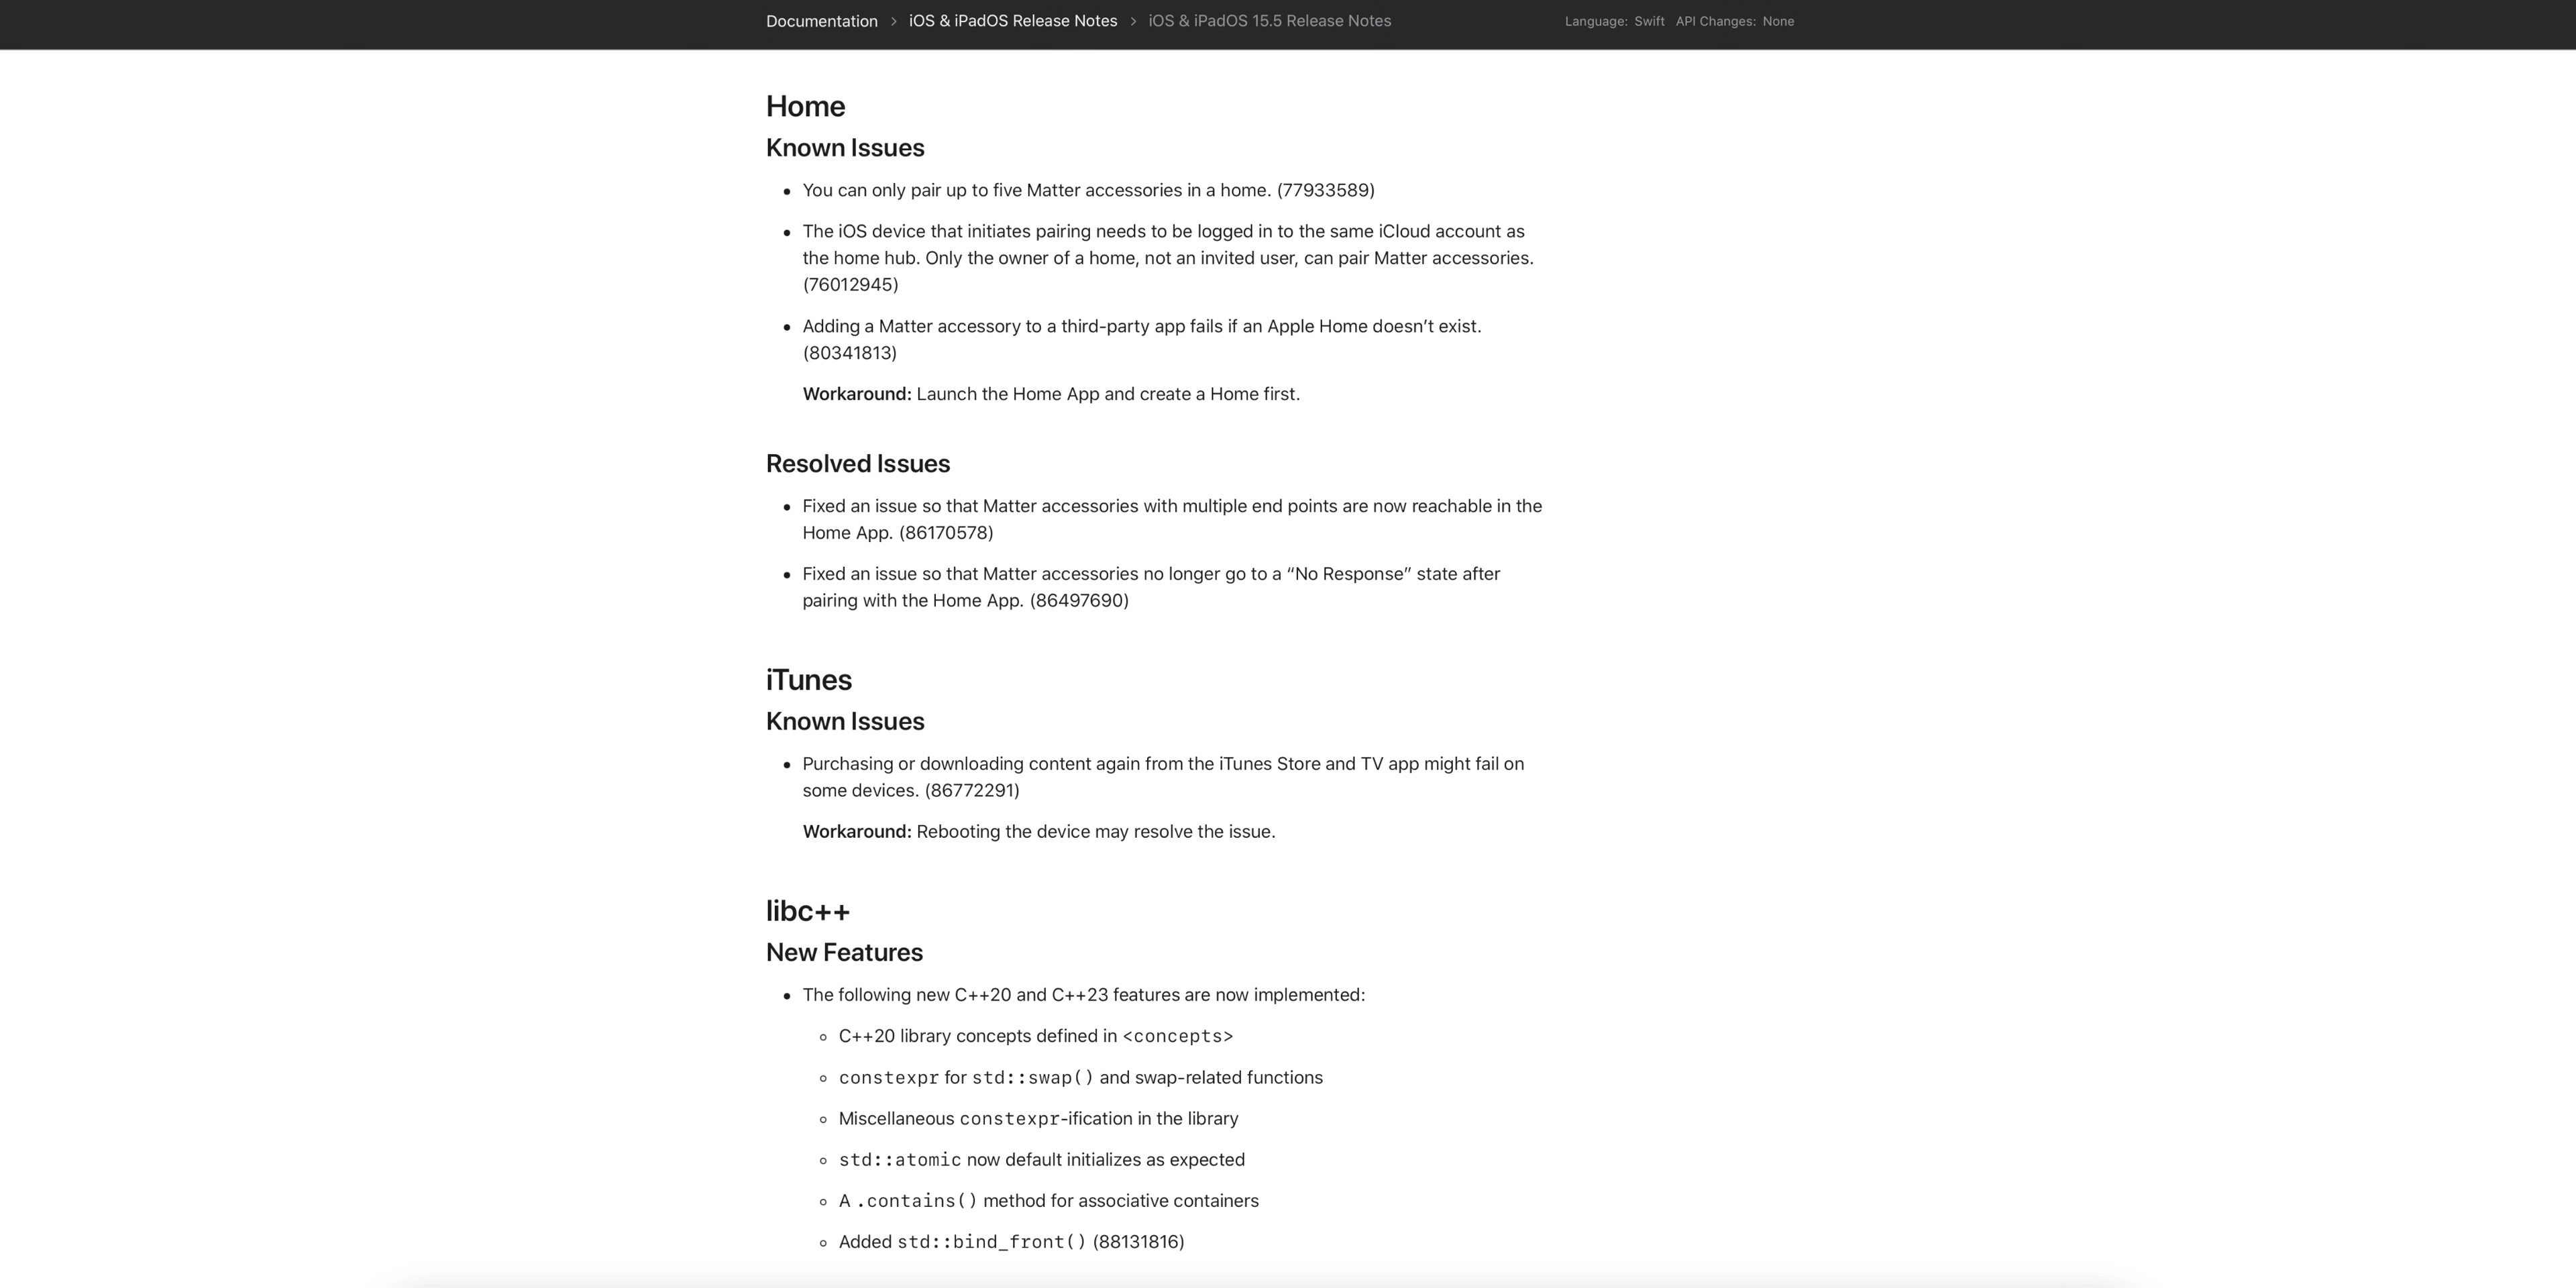 Documentation > iOS & iPadOS Release Notes > iOS & iPadOS 15.5 Release Notes Language: Swift API Changes: None
Home
Known Issues
• You can only pair up to five Matter accessories in a home. (77933589)
• The iOS device that initiates pairing needs to be logged in to the same iCloud account as
the home hub. Only the owner of a home, not an invited user, can pair Matter accessories.
(76012945)
• Adding a Matter accessory to a third-party app fails if an Apple Home doesn’t exist.
(80341813)
Workaround: Launch the Home App and create a Home first.
Resolved Issues
• Fixed an issue so that Matter accessories with multiple end points are now reachable in the
Home App. (86170578)
• Fixed an issue so that Matter accessories no longer go to a “No Response” state after
pairing with the Home App. (86497690)
iTunes
Known Issues
• Purchasing or downloading content again from the iTunes Store and TV app might fail on
some devices. (86772291)
Workaround: Rebooting the device may resolve the issue.
libc++
New Features
• The following new C++20 and C++23 features are now implemented:
◦ C++20 library concepts defined in <concepts>
◦ constexpr for std::swap() and swap-related functions
◦ Miscellaneous constexpr-ification in the library
◦ std::atomic now default initializes as expected
◦ A .contains() method for associative containers
◦ Added std::bind_front() (88131816)